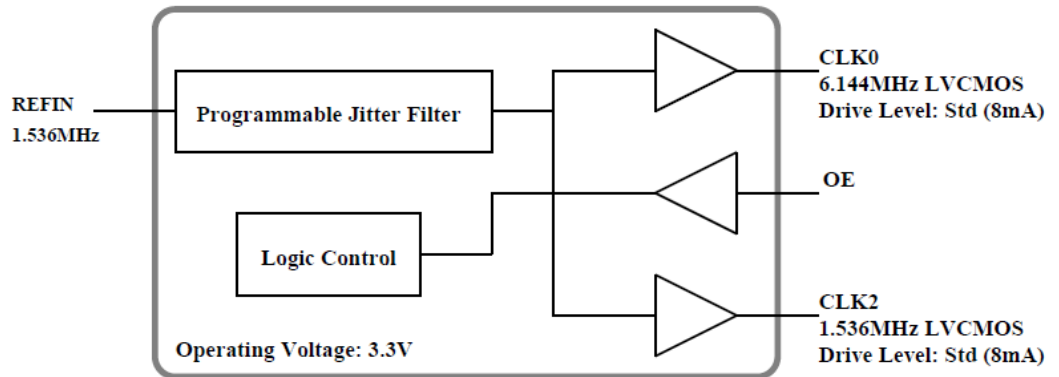 REFIN
1.536MHz
Programmable Jitter Filter
Logic Control
Operating Voltage: 3.3V
CLK0
6.144MHz LVCMOS
Drive Level: Std (8mA)
OE
CLK2
1.536MHz LVCMOS
Drive Level: Std (8mA)